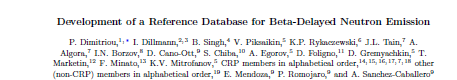 Development of a Reference Database for Beta-Delayed Neutron Emission
P. Dimitriou,¹,* I. Dillmann,²,³ B. Singh,⁴ V. Piksaikin,⁵ K.P. Rykaczewski,⁶ J.L. Tain,⁷ A.
Algora,⁷ I.N. Borzov,⁸ D. Cano-Ott,⁹ S. Chiba,¹⁰ A. Egorov,⁵ D. Foligno,¹¹ D. Gremyachkin,⁵ T.
Marketin,¹² F. Minato,¹³ K.V. Mitrofanov,⁵ CRP members in alphabetical order,¹⁴,¹⁵,¹⁶,¹⁷,⁷,¹⁸ other
(non-CRP) members in alphabetical order,¹⁹ E. Mendoza,⁹ P. Romojaro,⁹ and A. Sanchez-Caballero⁹